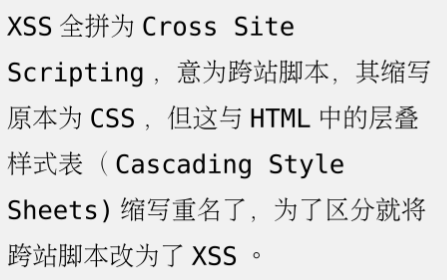 XSS 全拼为 Cross Site
Scripting ，意为跨站脚本，其缩写
原本为 CSS ，但这与 HTML 中的层叠
样式表（ Cascading Style
Sheets) 缩写重名了，为了区分就将
跨站脚本改为了 XSS 。